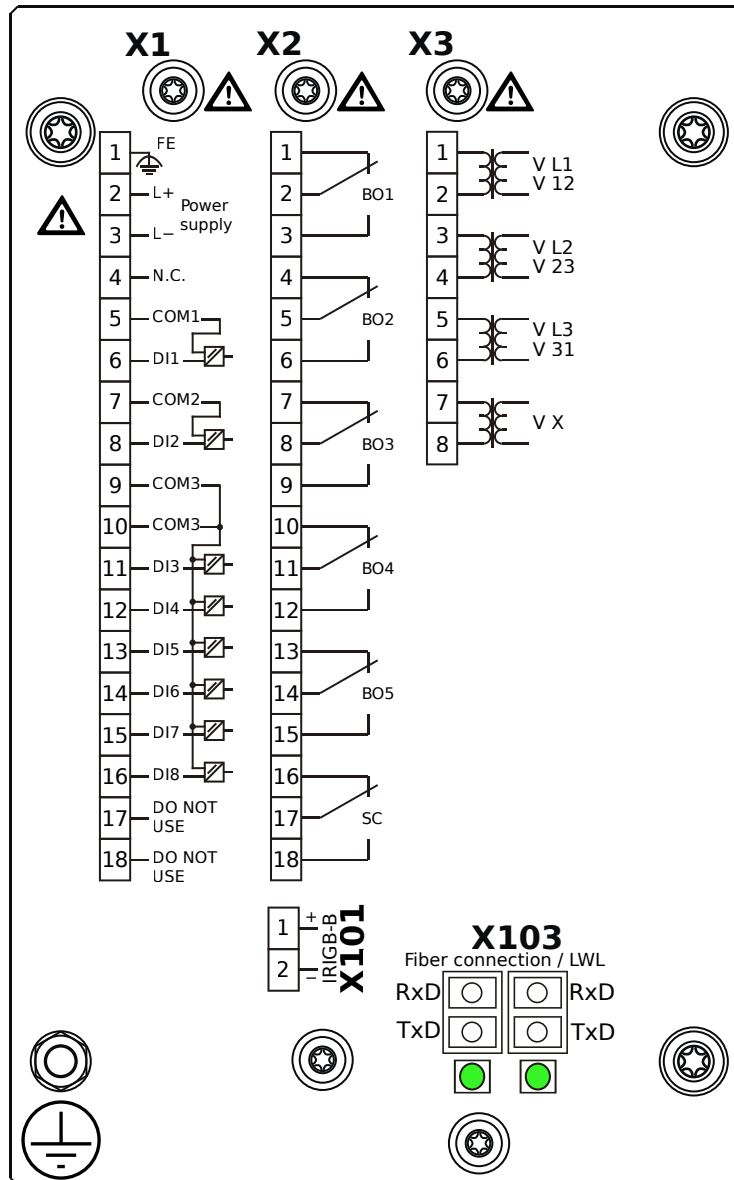 X1 X2 X3
1 FE
2 L+ Power
supply
3 L−
4 N.C.
5 COM1
6 DI1
7 COM2
8 DI2
9 COM3
10 COM3
11 DI3
12 DI4
13 DI5
14 DI6
15 DI7
16 DI8
17 DO NOT
USE
18 DO NOT
USE
1
2 BO1
3
4
5 BO2
6
7
8 BO3
9
10
11 BO4
12
13
14 BO5
15
16
17 SC
18
1 V L1
2 V 12
3 V L2
4 V 23
5 V L3
6 V 31
7 V X
8
1 +
2 −
IRIGB-B
X101
X103
Fiber connection / LWL
RxD RxD
TxD TxD